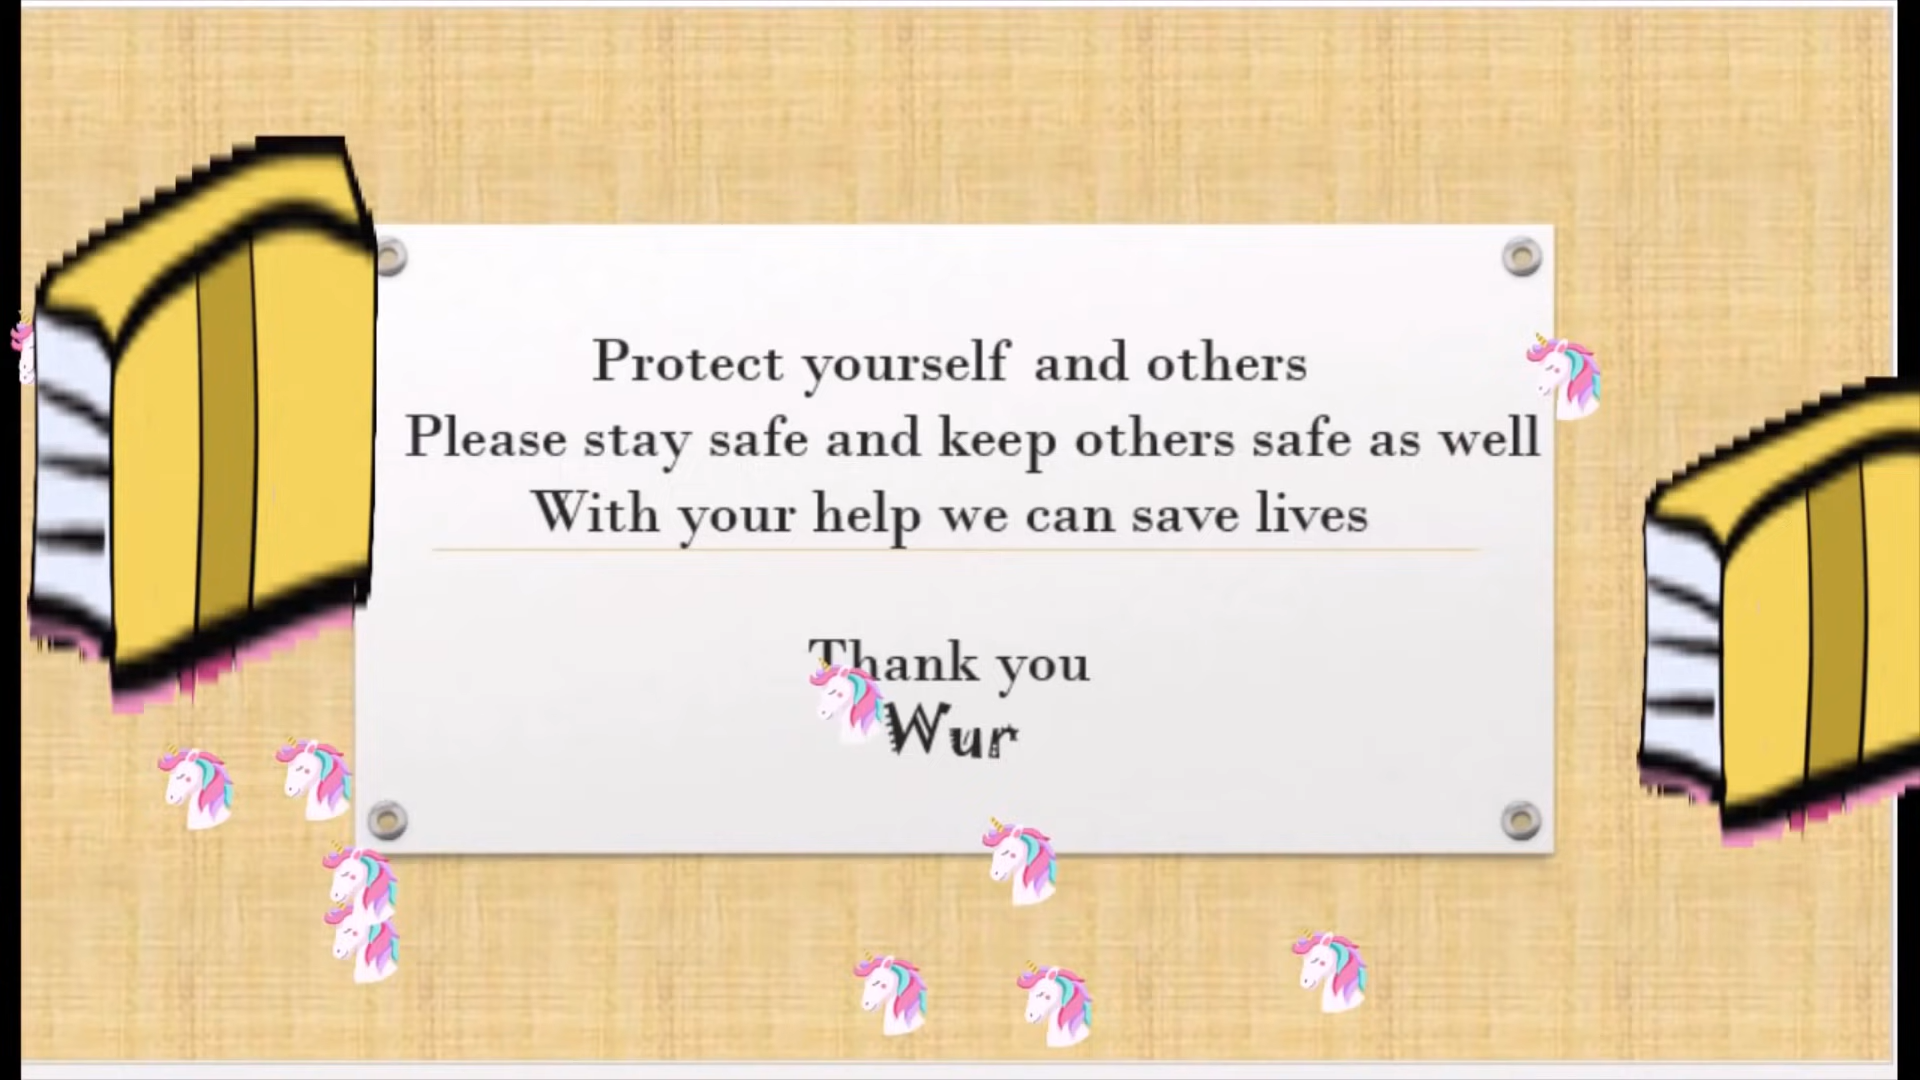 Protect yourself and others
Please stay safe and keep others safe as well
With your help we can save lives
Thank you
Wur